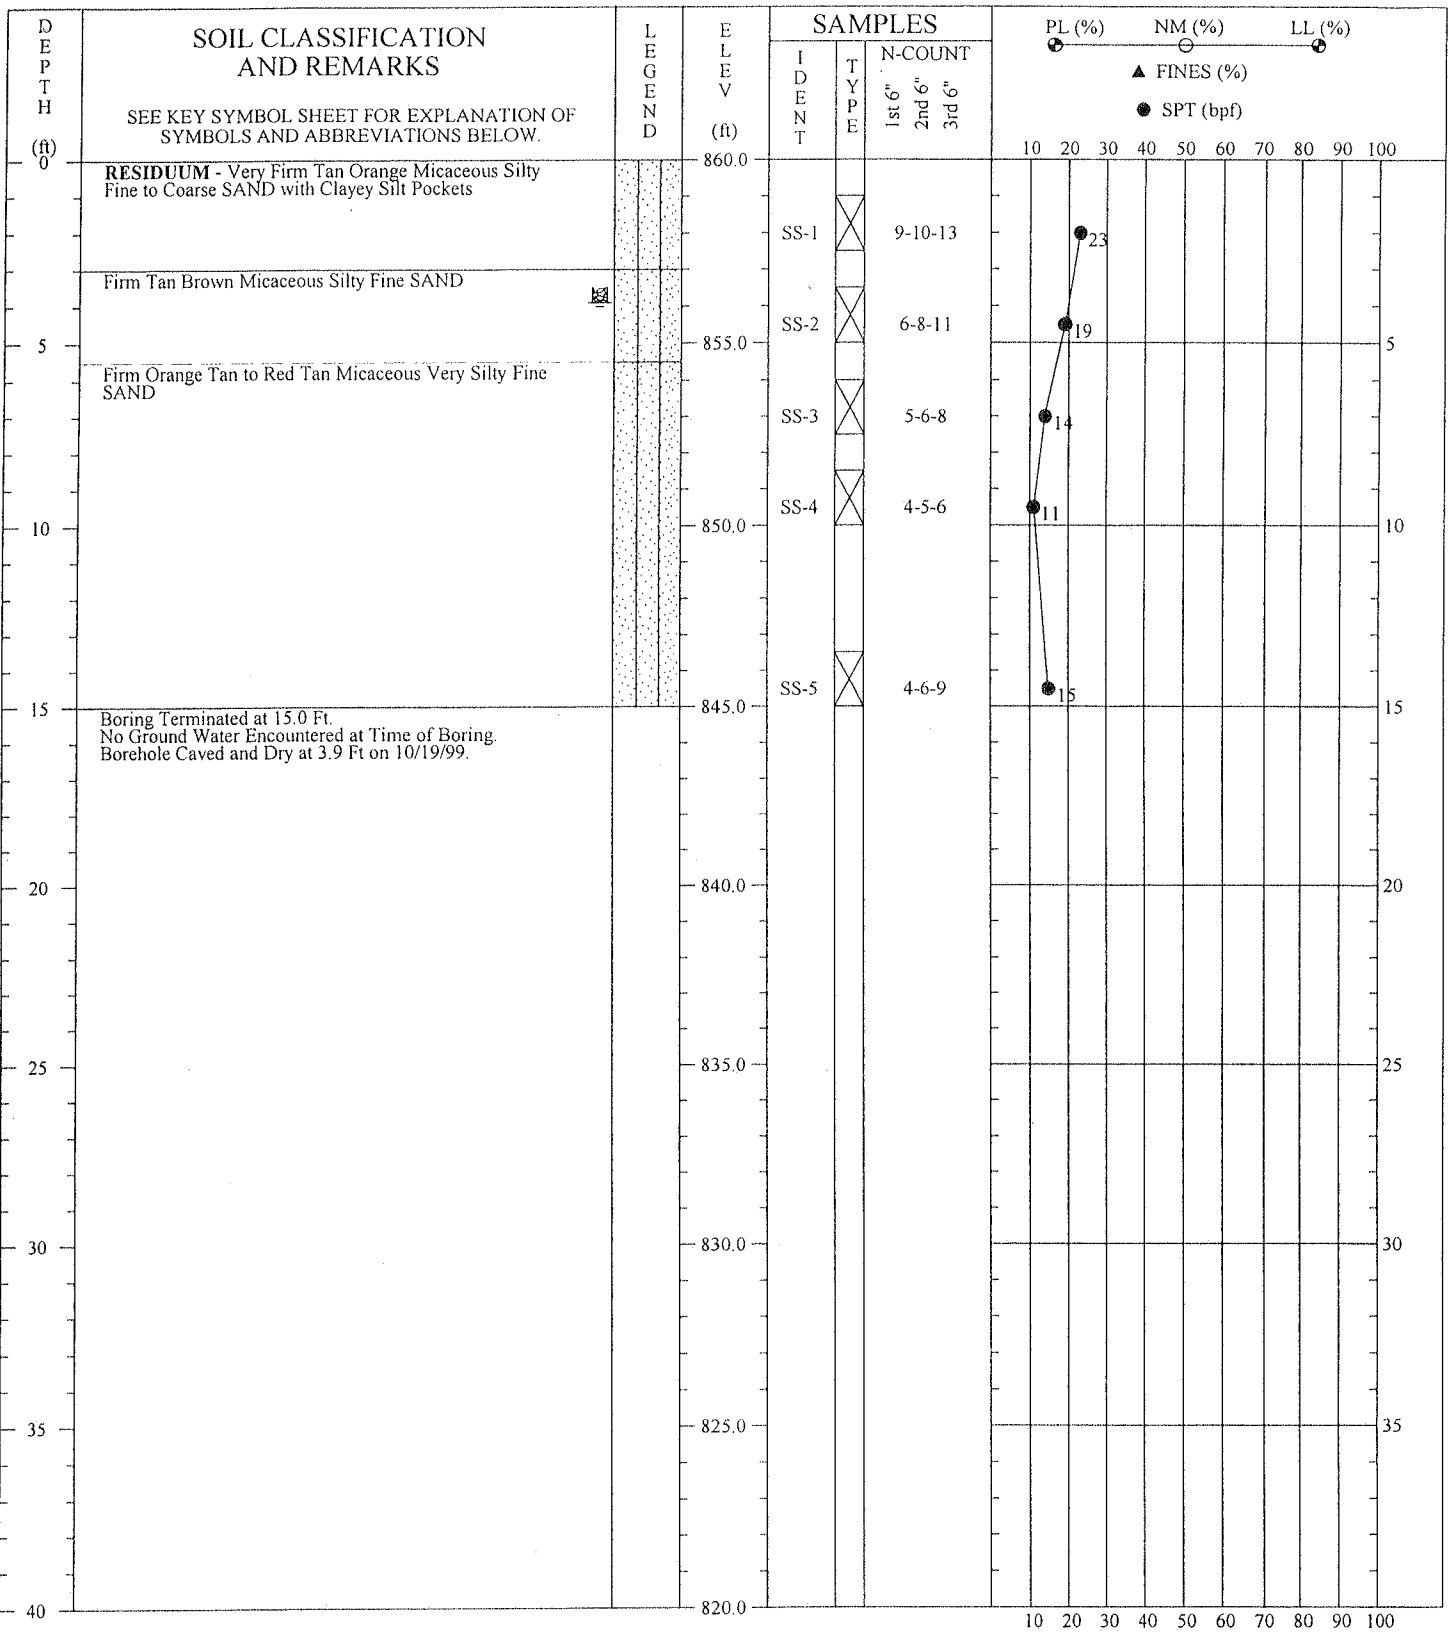 DEPTH
(ft)
SOIL CLASSIFICATION
AND REMARKS
SEE KEY SYMBOL SHEET FOR EXPLANATION OF
SYMBOLS AND ABBREVIATIONS BELOW.
LEGEND
ELEV
(ft)
SAMPLES
IDENT
TYPE
N-COUNT
1st 6"
2nd 6"
3rd 6"
PL (%) NM (%) LL (%)
▲ FINES (%)
● SPT (bpf)
10 20 30 40 50 60 70 80 90 100
0 860.0
RESIDUUM - Very Firm Tan Orange Micaceous Silty
Fine to Coarse SAND with Clayey Silt Pockets
SS-1 9-10-13 23
Firm Tan Brown Micaceous Silty Fine SAND
SS-2 6-8-11 19
5 855.0 5
Firm Orange Tan to Red Tan Micaceous Very Silty Fine
SAND
SS-3 5-6-8 14
SS-4 4-5-6 11
10 850.0 10
SS-5 4-6-9 15
15 845.0 15
Boring Terminated at 15.0 Ft.
No Ground Water Encountered at Time of Boring.
Borehole Caved and Dry at 3.9 Ft on 10/19/99.
20 840.0 20
25 835.0 25
30 830.0 30
35 825.0 35
40 820.0
10 20 30 40 50 60 70 80 90 100